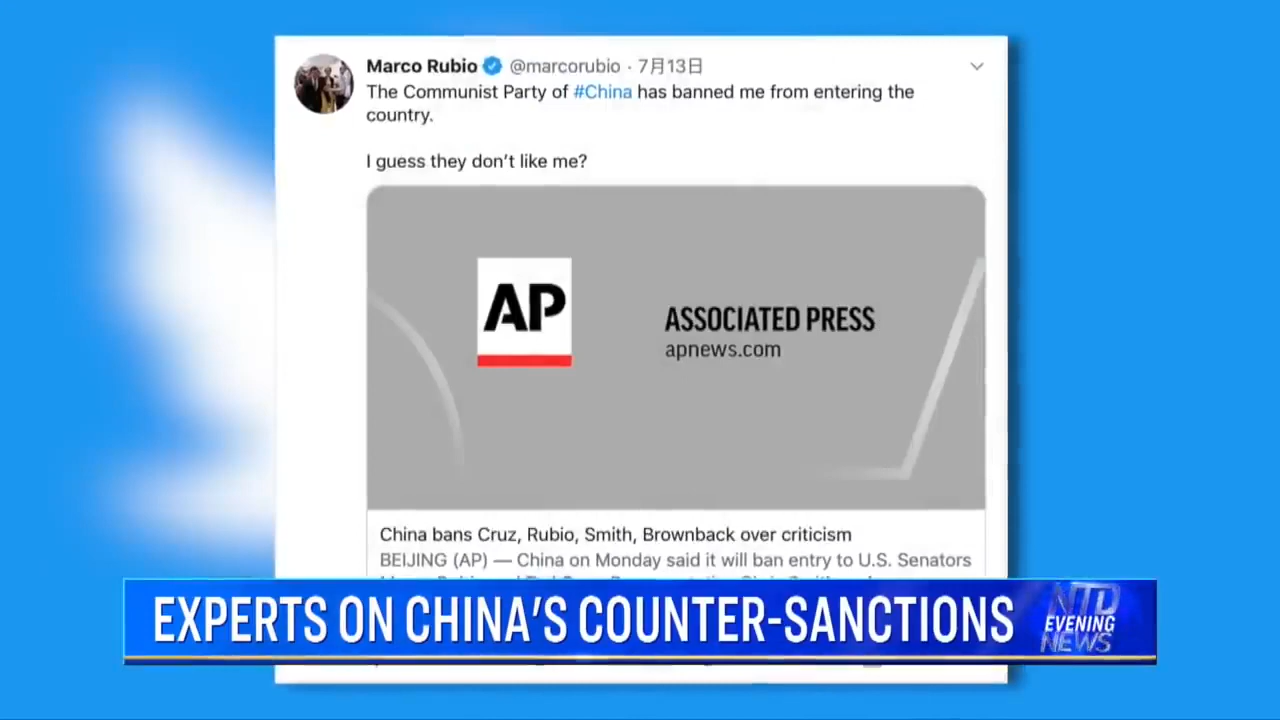 Marco Rubio @marcorubio · 7月13日
The Communist Party of #China has banned me from entering the
country.
I guess they don't like me?
AP
ASSOCIATED PRESS
apnews.com
China bans Cruz, Rubio, Smith, Brownback over criticism
BEIJING (AP) — China on Monday said it will ban entry to U.S. Senators
EXPERTS ON CHINA'S COUNTER-SANCTIONS
NTD
EVENING
NEWS